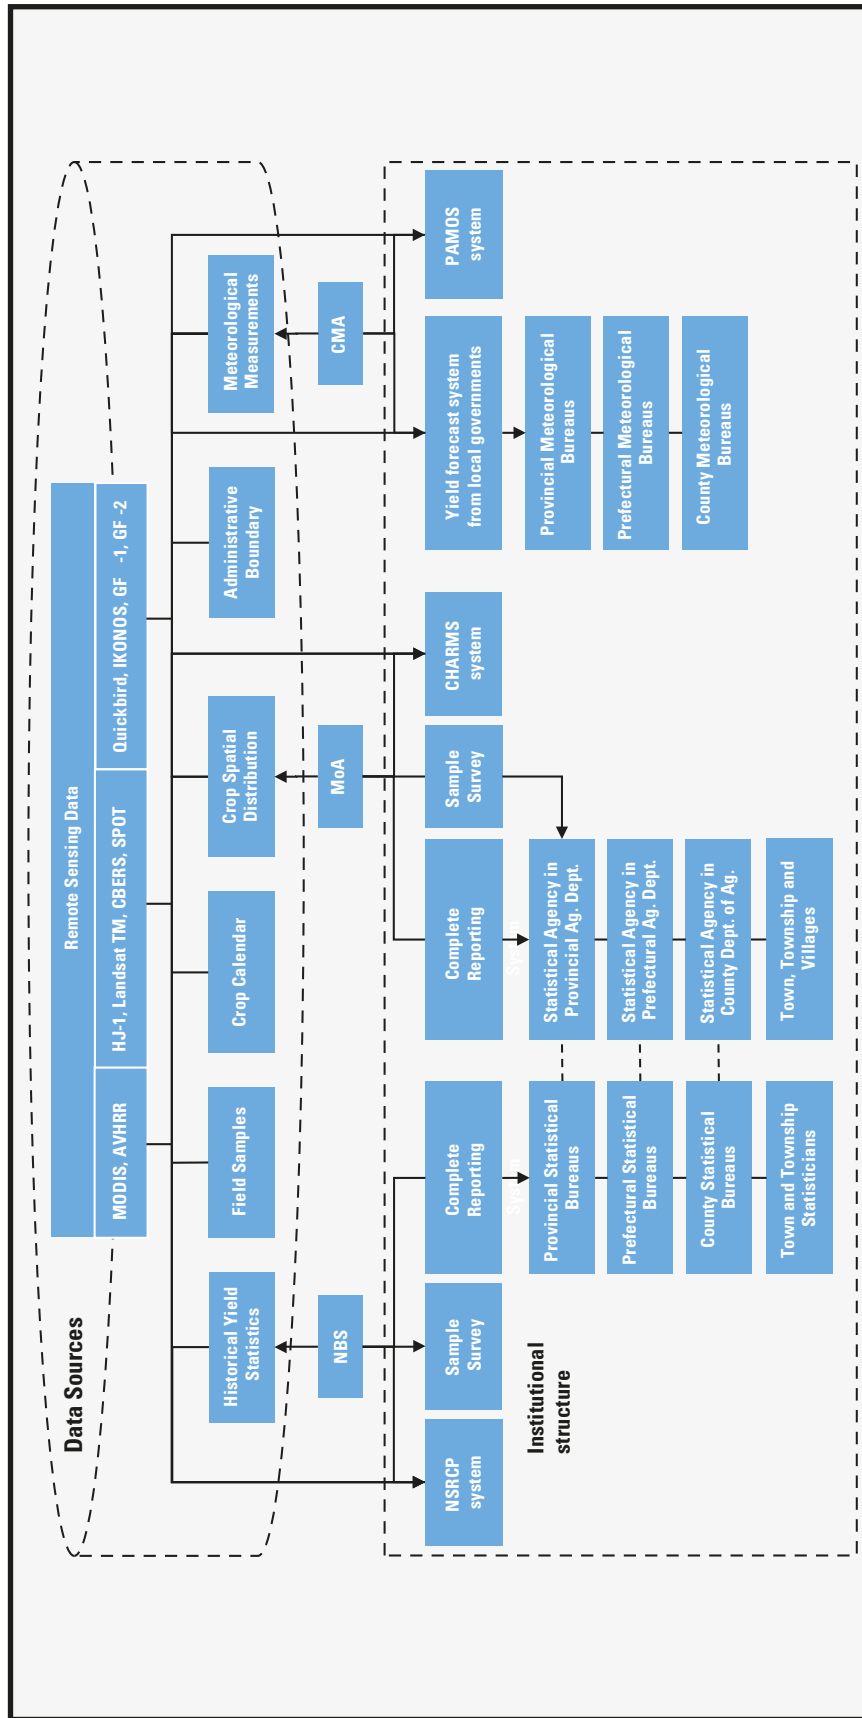 Data Sources
Remote Sensing Data
MODIS, AVHRR
HJ-1, Landsat TM, CBERS, SPOT
Quickbird, IKONOS, GF -1, GF -2
Historical Yield
Statistics
Field Samples
Crop Calendar
Crop Spatial
Distribution
Administrative
Boundary
Meteorological
Measurements
NBS
MoA
CMA
NSRCP
system
Sample
Survey
Complete
Reporting
System
Complete
Reporting
System
Sample
Survey
CHARMS
system
Yield forecast system
from local governments
PAMOS
system
Institutional
structure
Provincial Statistical
Bureaus
Statistical Agency in
Provincial Ag. Dept.
Provincial Meteorological
Bureaus
Prefectural Statistical
Bureaus
Statistical Agency in
Prefectural Ag. Dept.
Prefectural Meteorological
Bureaus
County Statistical
Bureaus
Statistical Agency in
County Dept. of Ag.
County Meteorological
Bureaus
Town and Township
Statisticians
Town, Township and
Villages